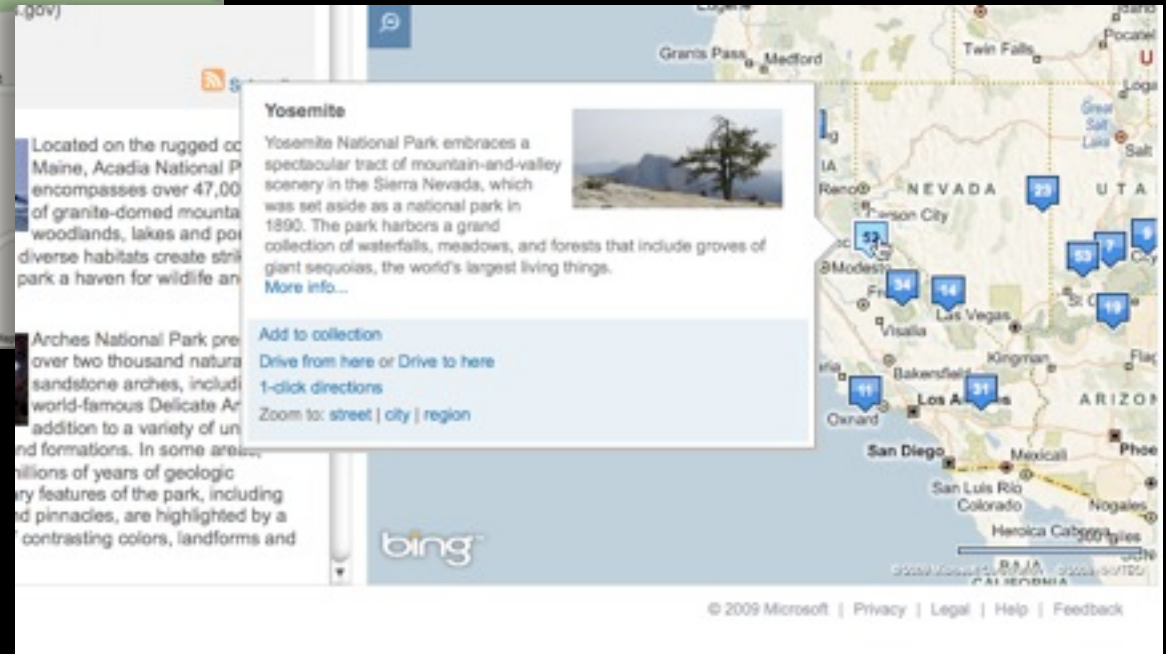 .gov)
Located on the rugged co
Maine, Acadia National P
encompasses over 47,00
of granite-domed mounta
woodlands, lakes and po
diverse habitats create stri
park a haven for wildlife an
Arches National Park pre
over two thousand natura
sandstone arches, includi
world-famous Delicate Ar
addition to a variety of un
nd formations. In some areas,
illions of years of geologic
ry features of the park, including
d pinnacles, are highlighted by a
contrasting colors, landforms and
Yosemite
Yosemite National Park embraces a
spectacular tract of mountain-and-valley
scenery in the Sierra Nevada, which
was set aside as a national park in
1890. The park harbors a grand
collection of waterfalls, meadows, and forests that include groves of
giant sequoias, the world's largest living things.
More info...
Add to collection
Drive from here or Drive to here
1-click directions
Zoom to: street | city | region
Grants Pass
Medford
Twin Falls
Pocatel
Great
Salt
Lake
Salt
Reno
NEVADA
23
UTA
Carson City
53
Modesto
53
7
9
34
14
19
Las Vegas
Visalia
Kingman
Flag
Bakersfield
11
31
Los A
ARIZON
Oxnard
San Diego
Mexicali
Phoe
San Luis Rio
Colorado
Nogales
Heroica
BAJA
CALIFORNIA
bing
© 2009 Microsoft | Privacy | Legal | Help | Feedback